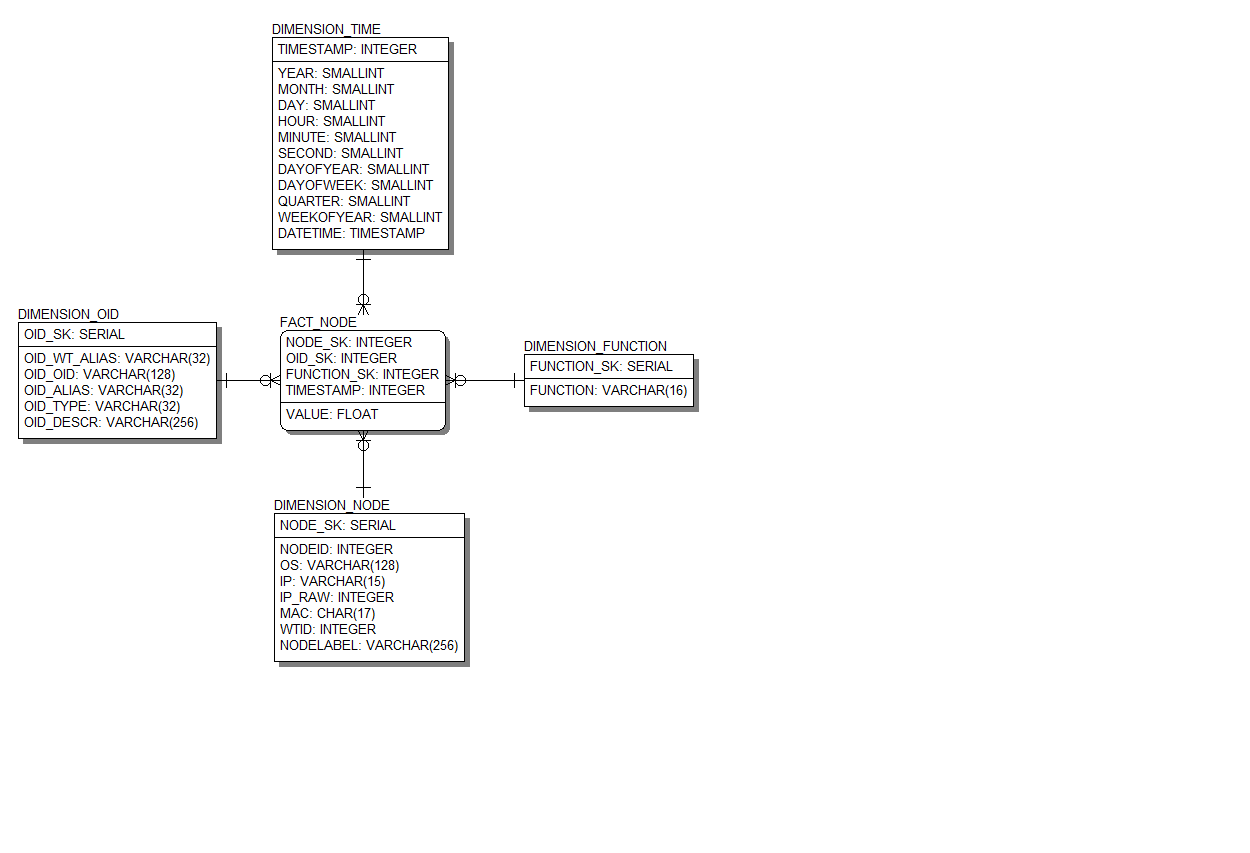 DIMENSION_TIME
TIMESTAMP: INTEGER
YEAR: SMALLINT
MONTH: SMALLINT
DAY: SMALLINT
HOUR: SMALLINT
MINUTE: SMALLINT
SECOND: SMALLINT
DAYOFYEAR: SMALLINT
DAYOFWEEK: SMALLINT
QUARTER: SMALLINT
WEEKOFYEAR: SMALLINT
DATETIME: TIMESTAMP
DIMENSION_OID
OID_SK: SERIAL
OID_WT_ALIAS: VARCHAR(32)
OID_OID: VARCHAR(128)
OID_ALIAS: VARCHAR(32)
OID_TYPE: VARCHAR(32)
OID_DESCR: VARCHAR(256)
FACT_NODE
NODE_SK: INTEGER
OID_SK: INTEGER
FUNCTION_SK: INTEGER
TIMESTAMP: INTEGER
VALUE: FLOAT
DIMENSION_FUNCTION
FUNCTION_SK: SERIAL
FUNCTION: VARCHAR(16)
DIMENSION_NODE
NODE_SK: SERIAL
NODEID: INTEGER
OS: VARCHAR(128)
IP: VARCHAR(15)
IP_RAW: INTEGER
MAC: CHAR(17)
WTID: INTEGER
NODELABEL: VARCHAR(256)